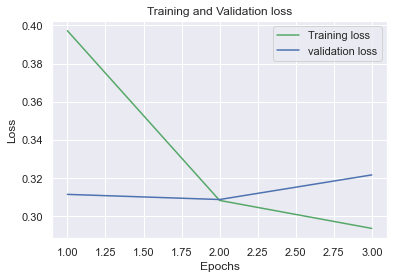 Training and Validation loss
Training loss
validation loss
0.40
0.38
0.36
0.34
0.32
0.30
Loss
1.00 1.25 1.50 1.75 2.00 2.25 2.50 2.75 3.00
Epochs